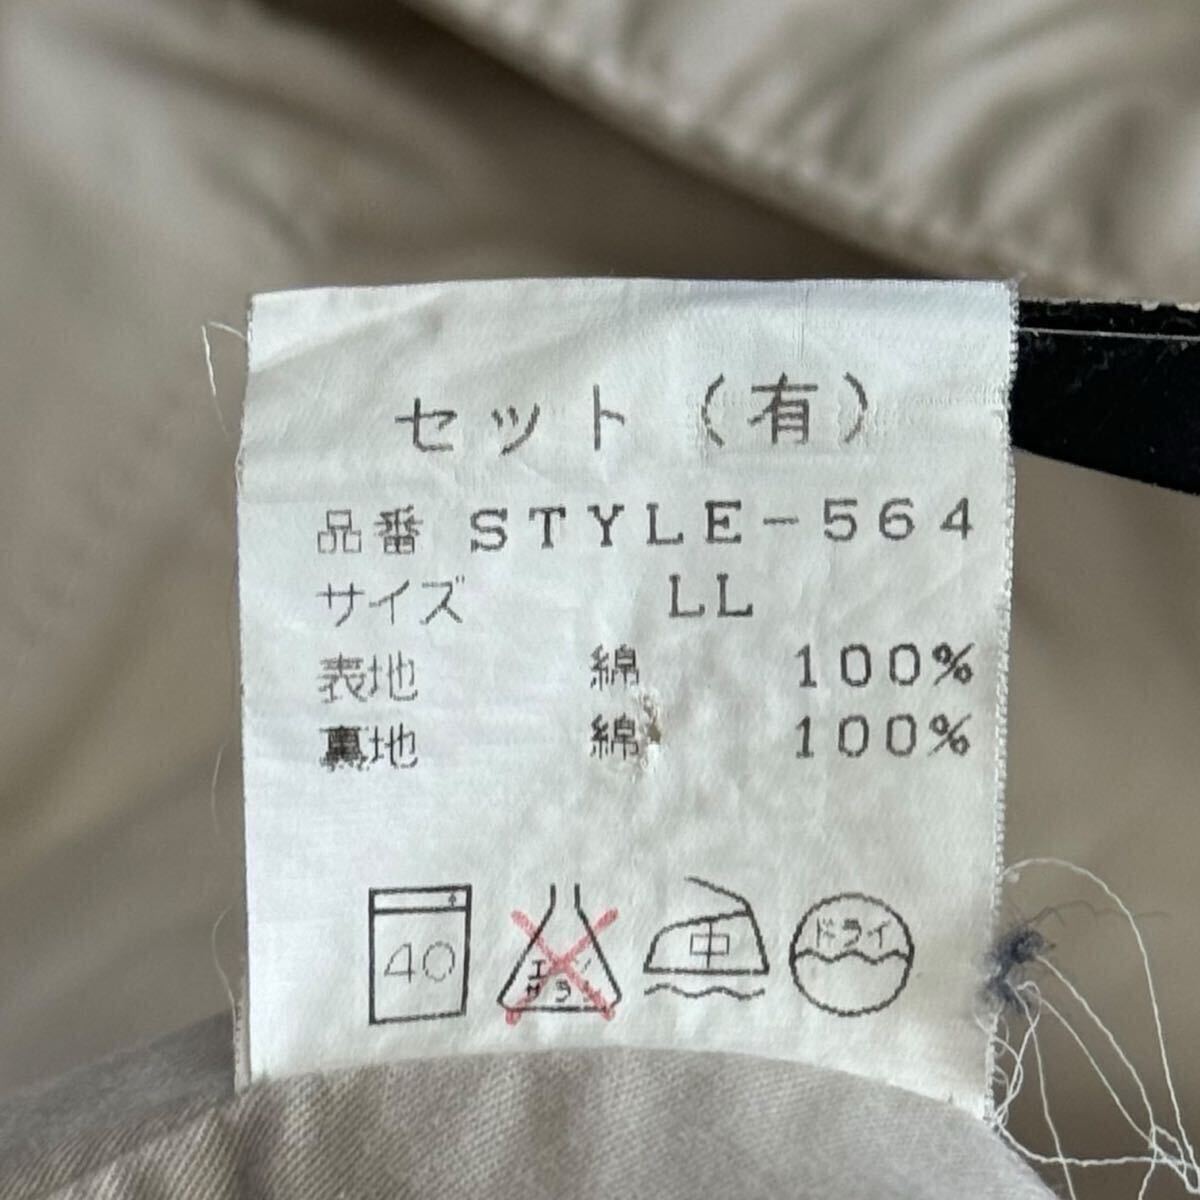 セット(有)
品番 STYLE-564
サイズ LL
表地 綿 100%
裏地 綿 100%
40
エンソ
サラシ
中
ドライ